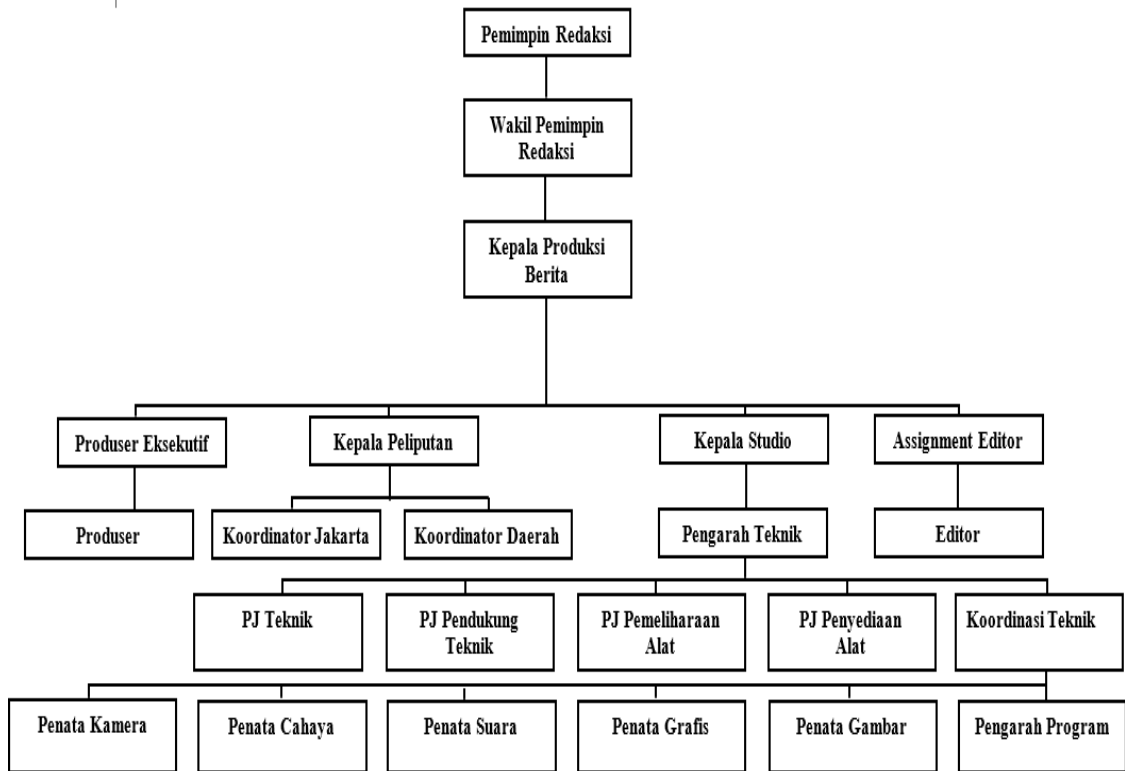 Pemimpin Redaksi
Wakil Pemimpin
Redaksi
Kepala Produksi
Berita
Produser Eksekutif
Kepala Peliputan
Kepala Studio
Assignment Editor
Produser
Koordinator Jakarta
Koordinator Daerah
Pengarah Teknik
Editor
PJ Teknik
PJ Pendukung
Teknik
PJ Pemeliharaan
Alat
PJ Penyediaan
Alat
Koordinasi Teknik
Penata Kamera
Penata Cahaya
Penata Suara
Penata Grafis
Penata Gambar
Pengarah Program